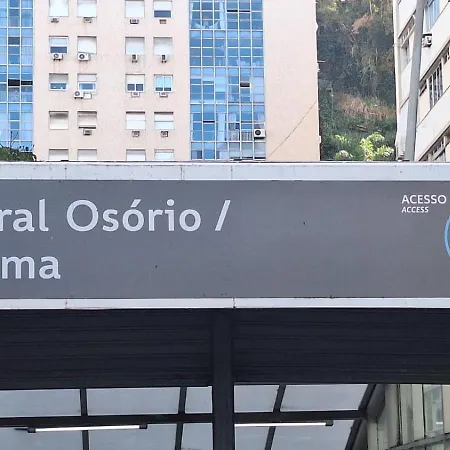 ral Osório /
ma
ACESSO
ACCESS